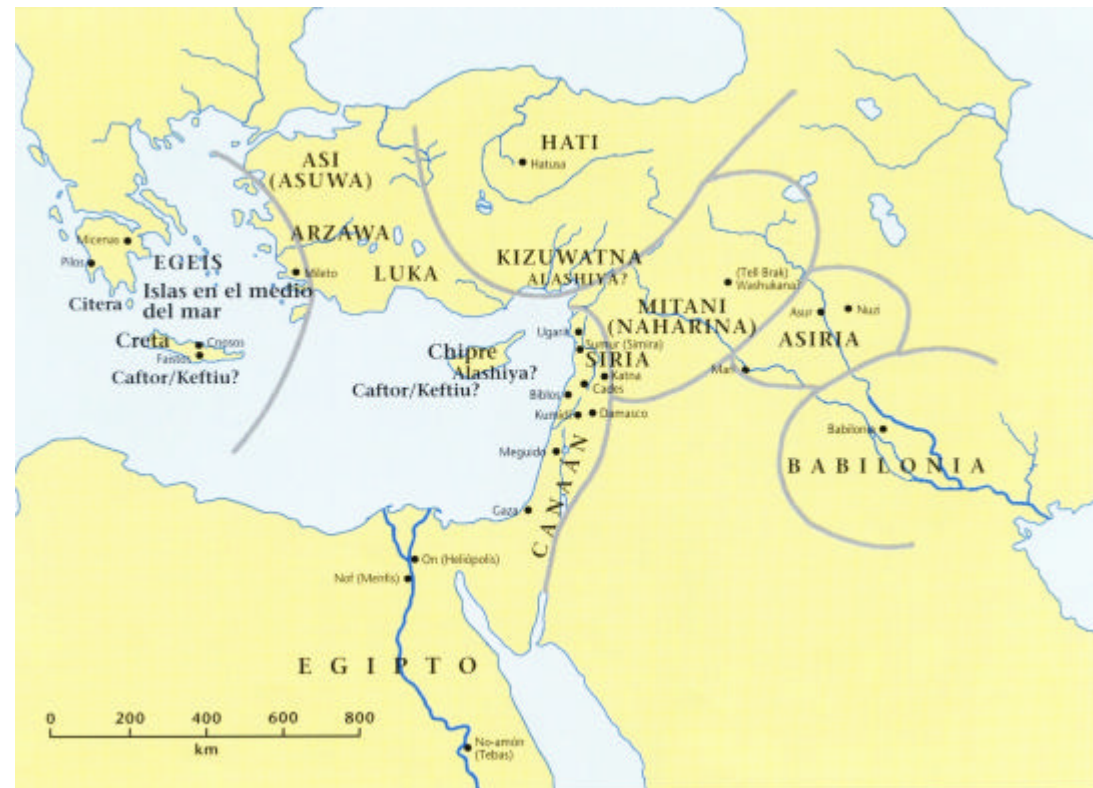 HATI
Hatusa
ASI
(ASUWA)
ARZAWA
LUKA
Mileto
KIZUWATNA
ALASHIYA?
Micenas
Pilos
EGEIS
Islas en el medio
del mar
Citera
Creta
Cnosos
Faistos
Caftor/Keftiu?
Chipre
Alashiya?
Caftor/Keftiu?
(Tell Brak)
Washukana?
MITANI
(NAHARINA)
Asur
Nuzi
ASIRIA
Mari
Ugarit
Sumur (Simira)
SIRIA
Katna
Cades
Biblos
Kumidi
Damasco
Meguido
CANAÁN
Gaza
Babilonia
BABILONIA
On (Heliópolis)
Nof (Menfis)
EGIPTO
No-amón
(Tebas)
0 200 400 600 800
km